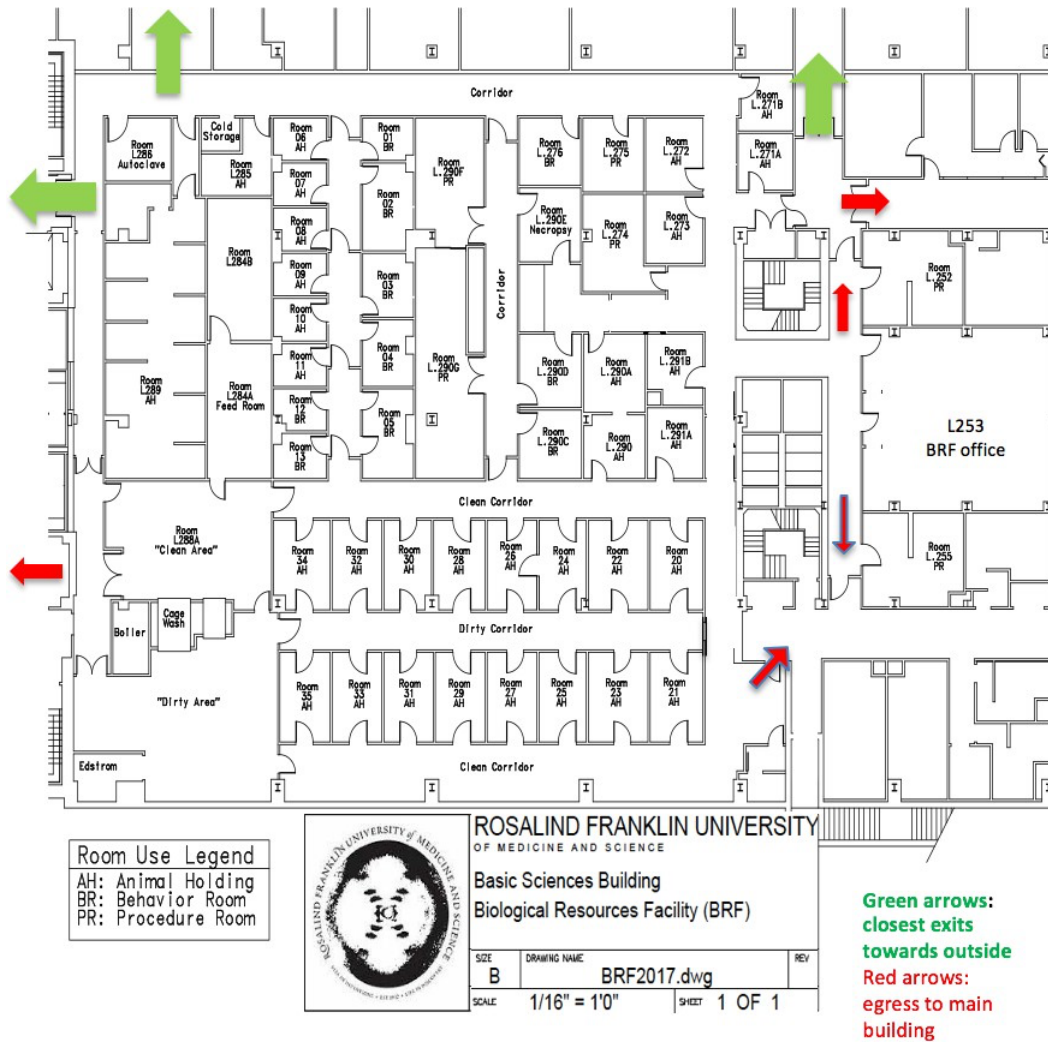 Corridor
Room
L286
Autoclave
Cold
Storage
Room
L285
AH
Room
06
AH
Room
07
AH
Room
08
AH
Room
09
AH
Room
10
AH
Room
11
AH
Room
12
BR
Room
13
BR
Room
01
BR
Room
02
BR
Room
03
BR
Room
04
BR
Room
05
BR
Room
L.290F
PR
Room
L.290G
PR
Corridor
Room
L.276
BR
Room
L.275
PR
Room
L.272
AH
Room
L.271B
AH
Room
L.271A
AH
Room
L.290E
Necropsy
Room
L.274
PR
Room
L.273
AH
Room
L284B
Room
L284A
Feed Room
Room
L289
AH
Room
L.290D
BR
Room
L.290A
AH
Room
L.291B
AH
Room
L.290C
BR
Room
L.290
AH
Room
L.291A
AH
Room
L.252
PR
L253
BRF office
Room
L.255
PR
Clean Corridor
Room
L288A
"Clean Area"
Room
34
AH
Room
32
AH
Room
30
AH
Room
28
AH
Room
26
AH
Room
24
AH
Room
22
AH
Room
20
AH
Boiler
Cage
Wash
Dirty Corridor
"Dirty Area"
Room
35
AH
Room
33
AH
Room
31
AH
Room
29
AH
Room
27
AH
Room
25
AH
Room
23
AH
Room
21
AH
Edstrom
Clean Corridor
Room Use Legend
AH: Animal Holding
BR: Behavior Room
PR: Procedure Room
ROSALIND FRANKLIN UNIVERSITY of MEDICINE AND SCIENCE
ROSALIND FRANKLIN UNIVERSITY
OF MEDICINE AND SCIENCE
Basic Sciences Building
Biological Resources Facility (BRF)
SIZE
B
DRAWING NAME
BRF2017.dwg
REV
SCALE
1/16" = 1'0"
SHEET 1 OF 1
Green arrows:
closest exits
towards outside
Red arrows:
egress to main
building